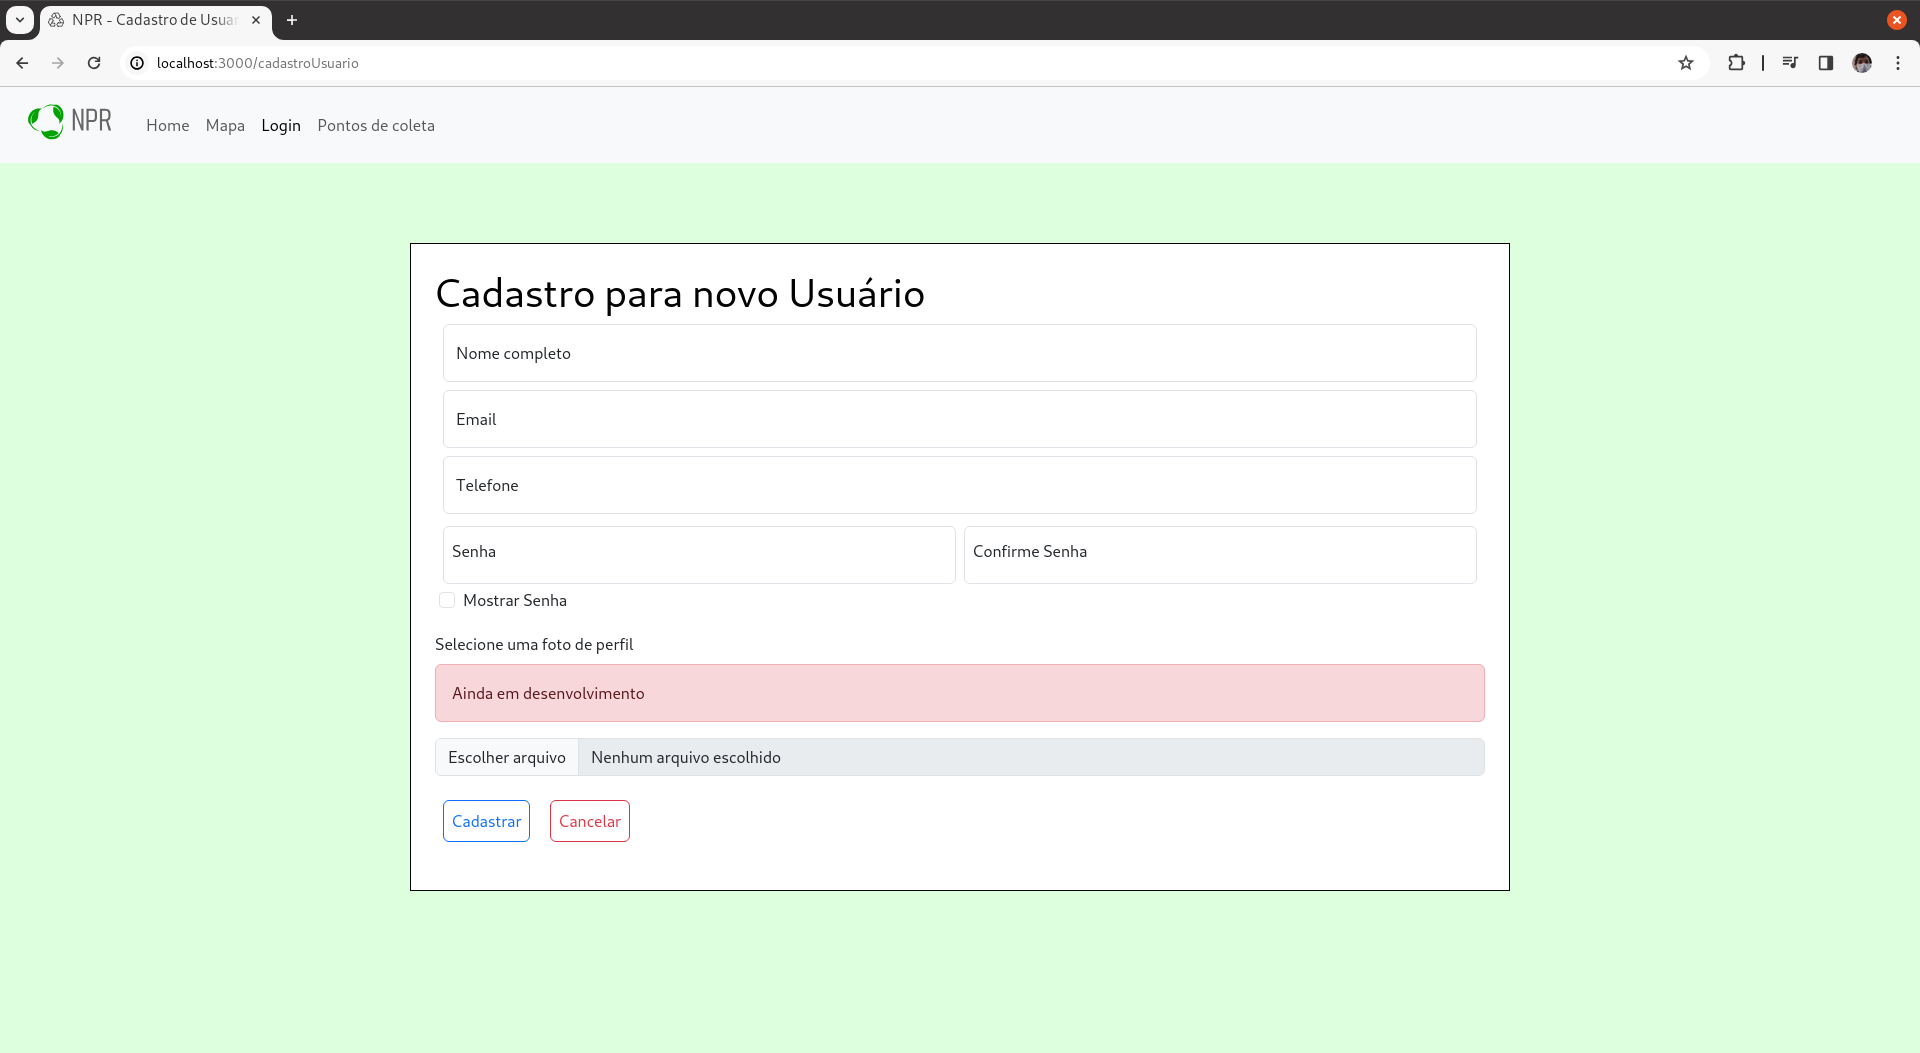 NPR - Cadastro de Usuar
localhost:3000/cadastroUsuario
NPR Home Mapa Login Pontos de coleta
Cadastro para novo Usuário
Nome completo
Email
Telefone
Senha Confirme Senha
Mostrar Senha
Selecione uma foto de perfil
Ainda em desenvolvimento
Escolher arquivo Nenhum arquivo escolhido
Cadastrar Cancelar